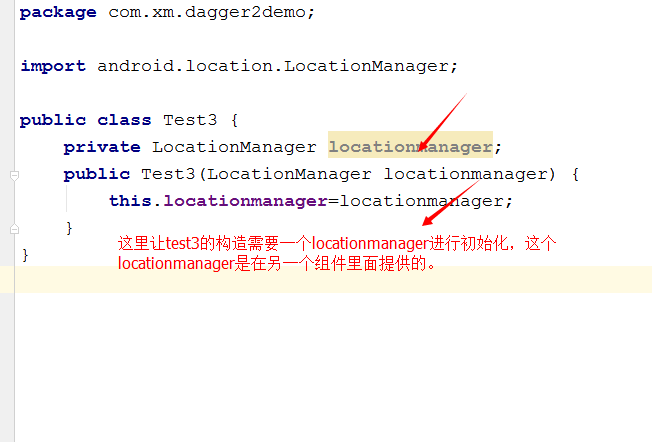 package com.xm.dagger2demo;
import android.location.LocationManager;
public class Test3 {
private LocationManager locationmanager;
public Test3(LocationManager locationmanager) {
this.locationmanager=locationmanager;
}
这里让test3的构造需要一个locationmanager进行初始化，这个
}
locationmanager是在另一个组件里面提供的。